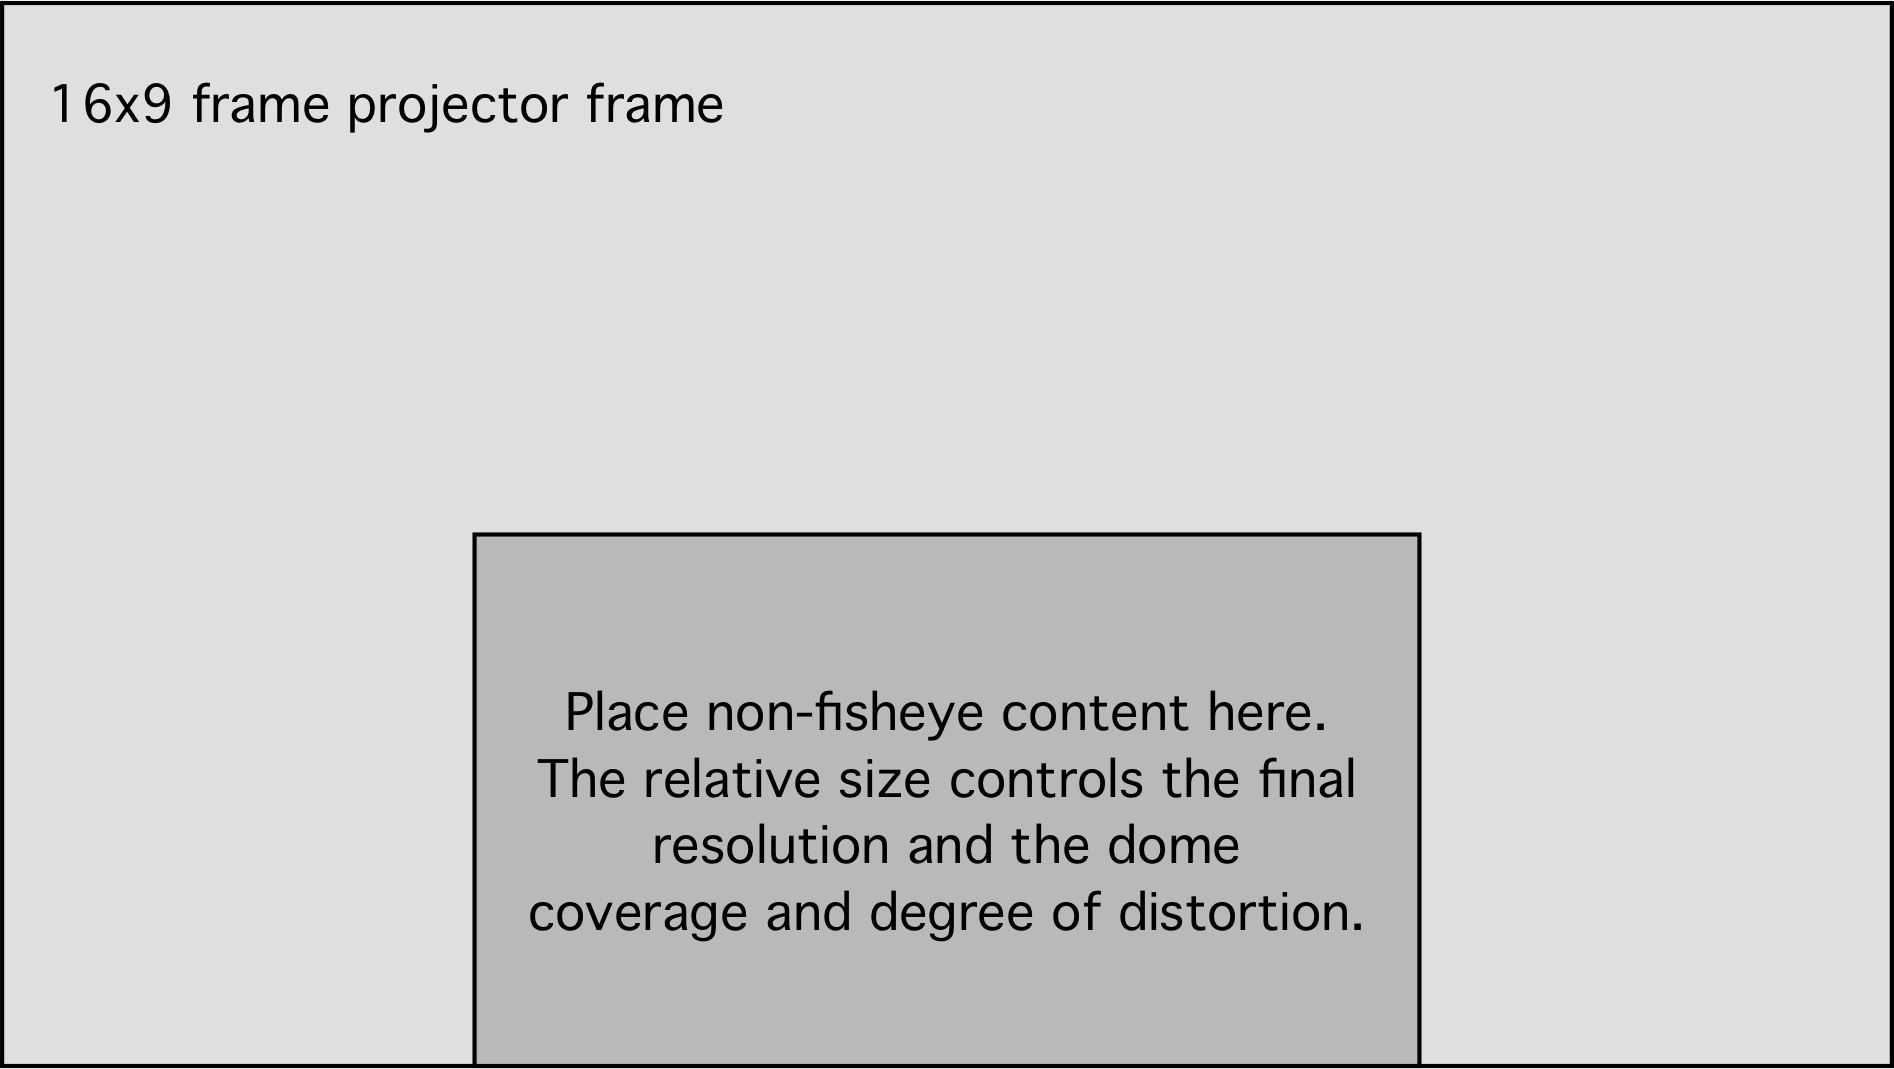 16x9 frame projector frame
Place non-fisheye content here.
The relative size controls the final
resolution and the dome
coverage and degree of distortion.